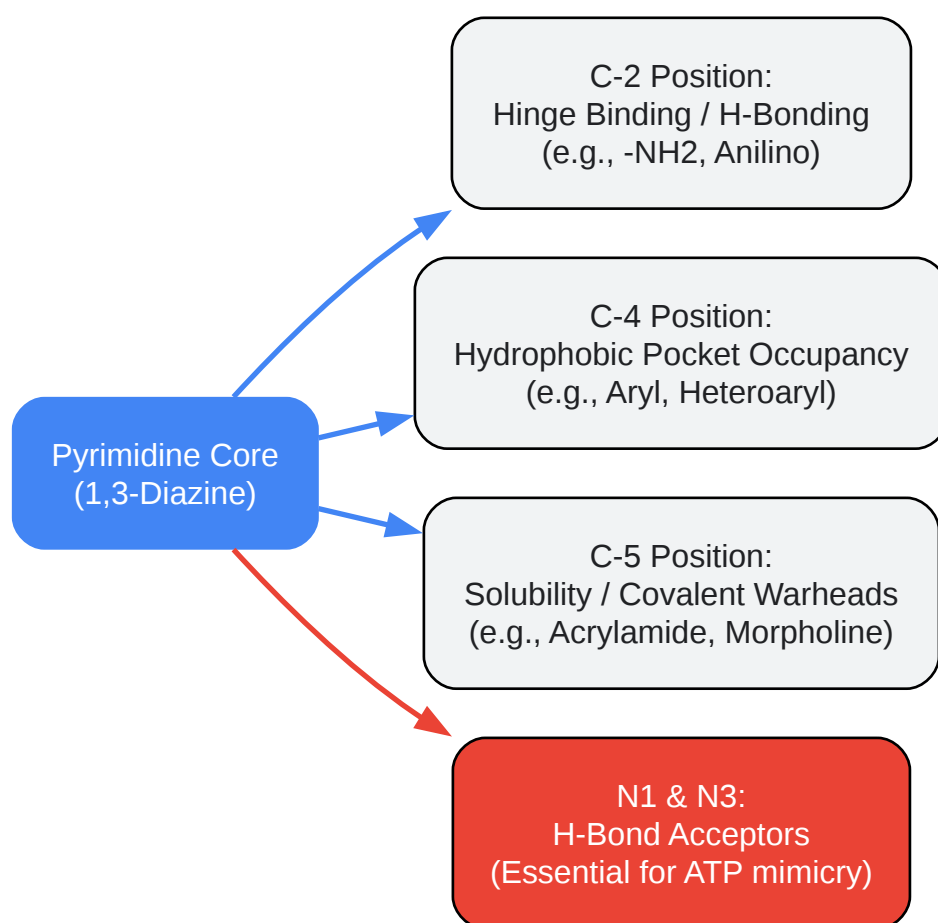 C-2 Position:
Hinge Binding / H-Bonding
(e.g., -NH2, Anilino)
C-4 Position:
Hydrophobic Pocket Occupancy
(e.g., Aryl, Heteroaryl)
Pyrimidine Core
(1,3-Diazine)
C-5 Position:
Solubility / Covalent Warheads
(e.g., Acrylamide, Morpholine)
N1 & N3:
H-Bond Acceptors
(Essential for ATP mimicry)